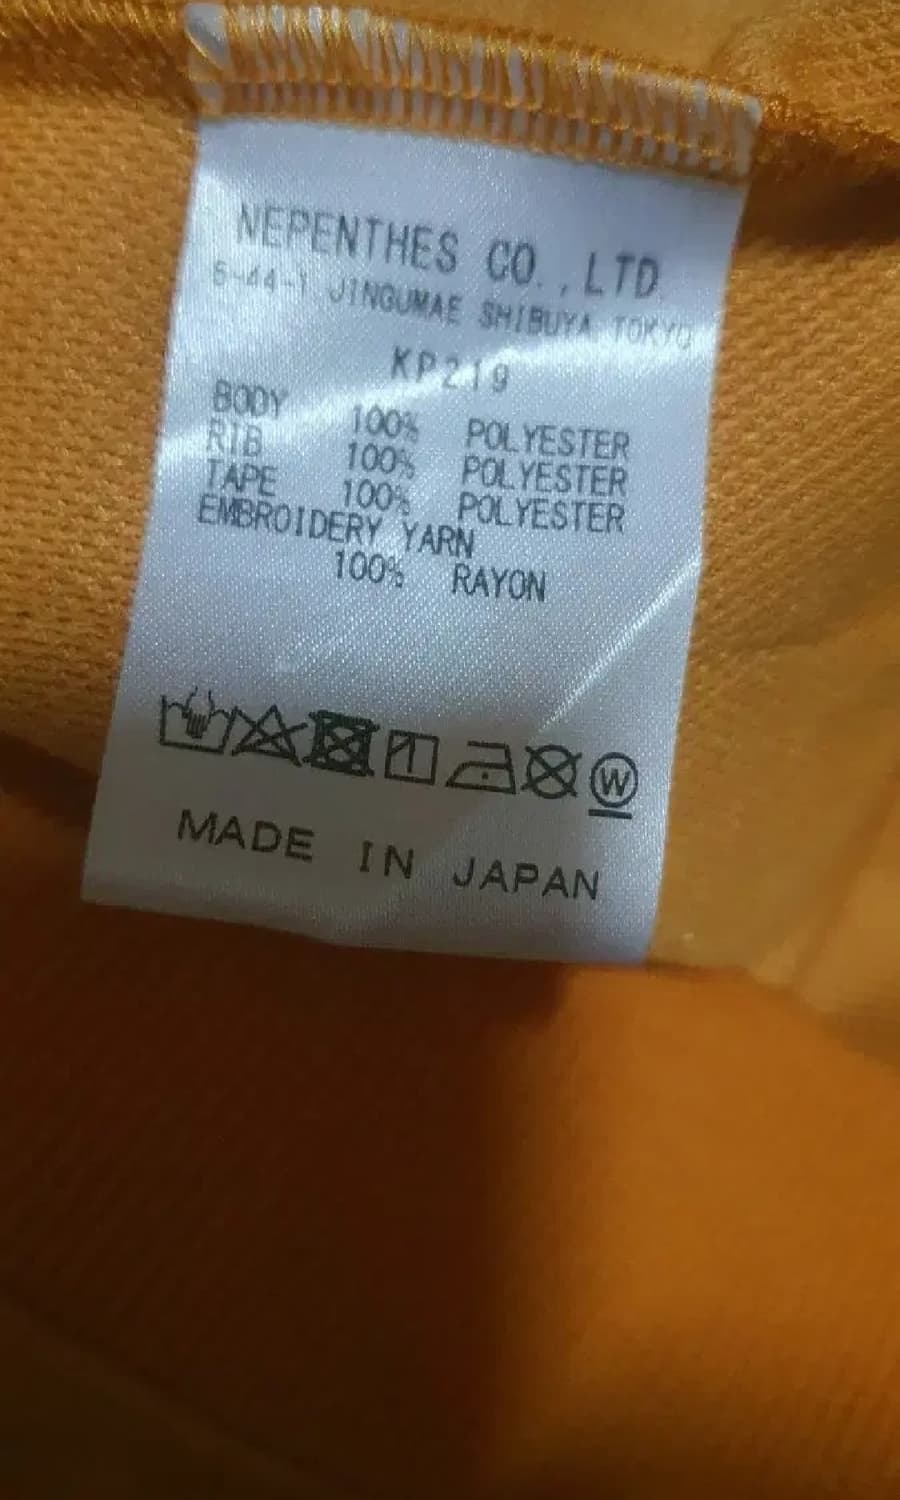 NEPENTHES CO.,LTD.
6-44-1 JINGUMAE SHIBUYA TOKYO
KP219
BODY 100% POLYESTER
RIB 100% POLYESTER
TAPE 100% POLYESTER
EMBROIDERY YARN
100% RAYON
W
MADE IN JAPAN